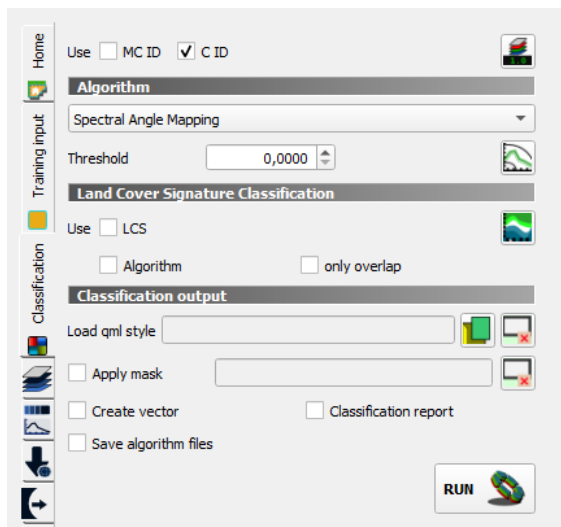 Home
Training input
Classification
Use MC ID C ID
Algorithm
Spectral Angle Mapping
Threshold 0,0000
Land Cover Signature Classification
Use LCS
Algorithm only overlap
Classification output
Load qml style
Apply mask
Create vector Classification report
Save algorithm files
RUN